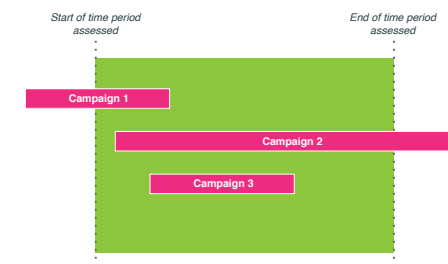 Start of time period
assessed
End of time period
assessed
Campaign 1
Campaign 2
Campaign 3